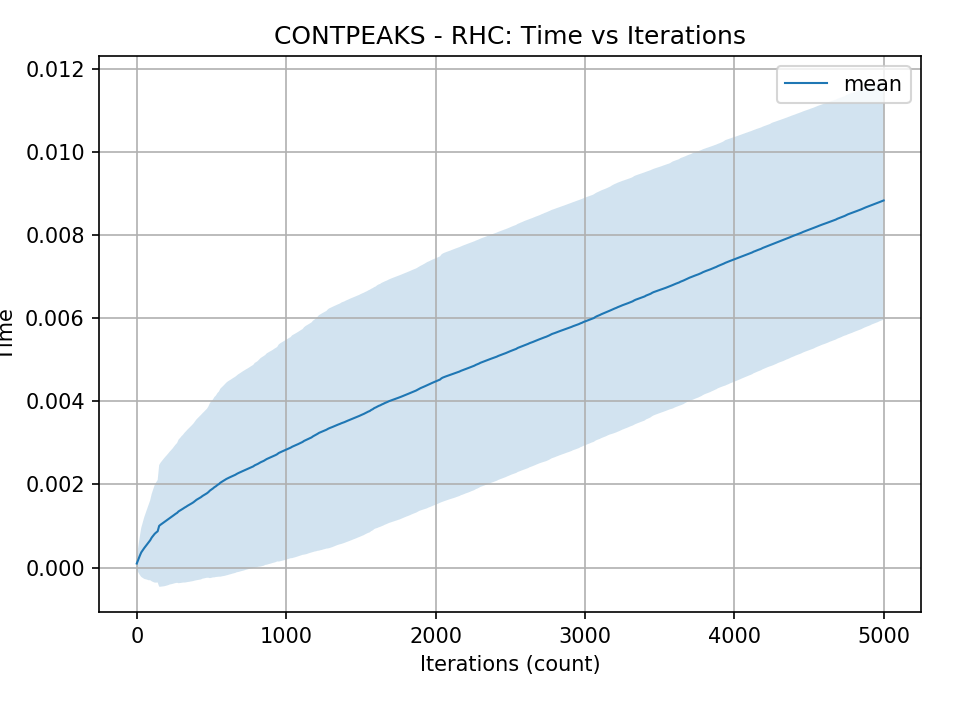 CONTPEAKS - RHC: Time vs Iterations
mean
0.012
0.010
0.008
0.006
0.004
0.002
0.000
Time
0 1000 2000 3000 4000 5000
Iterations (count)